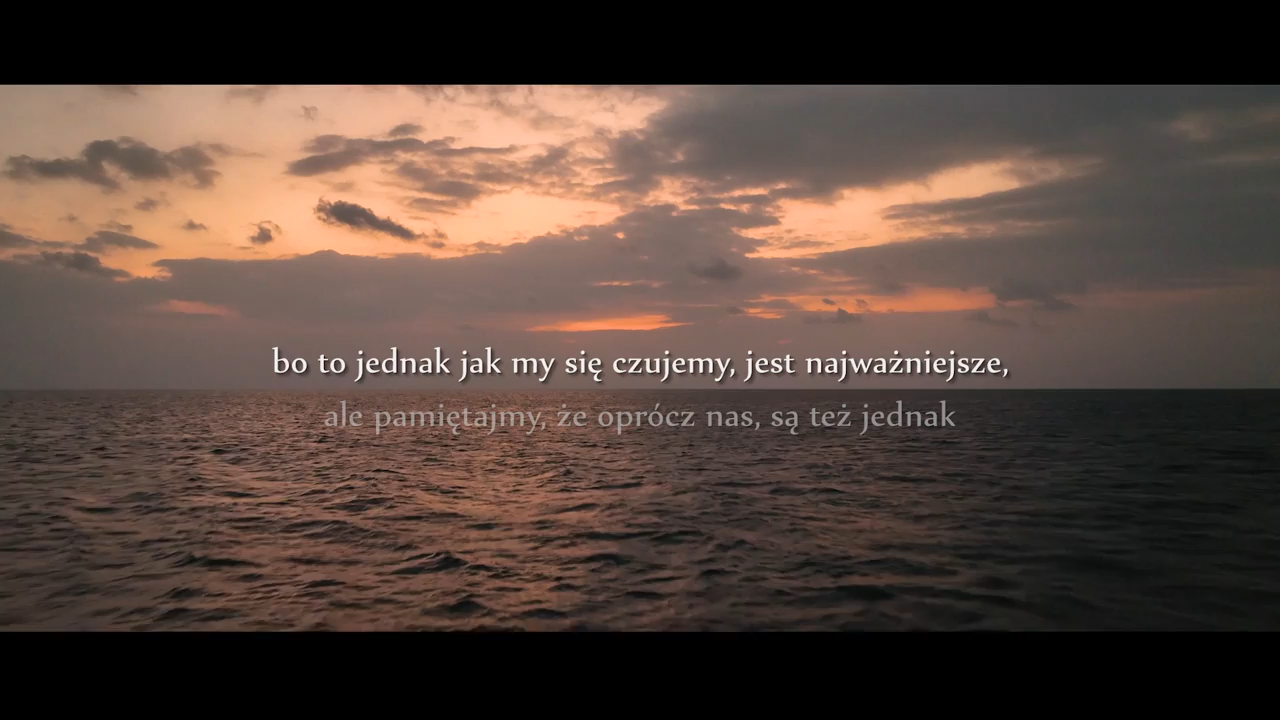 bo to jednak jak my się czujemy, jest najważniejsze,
ale pamiętajmy, że oprócz nas, są też jednak